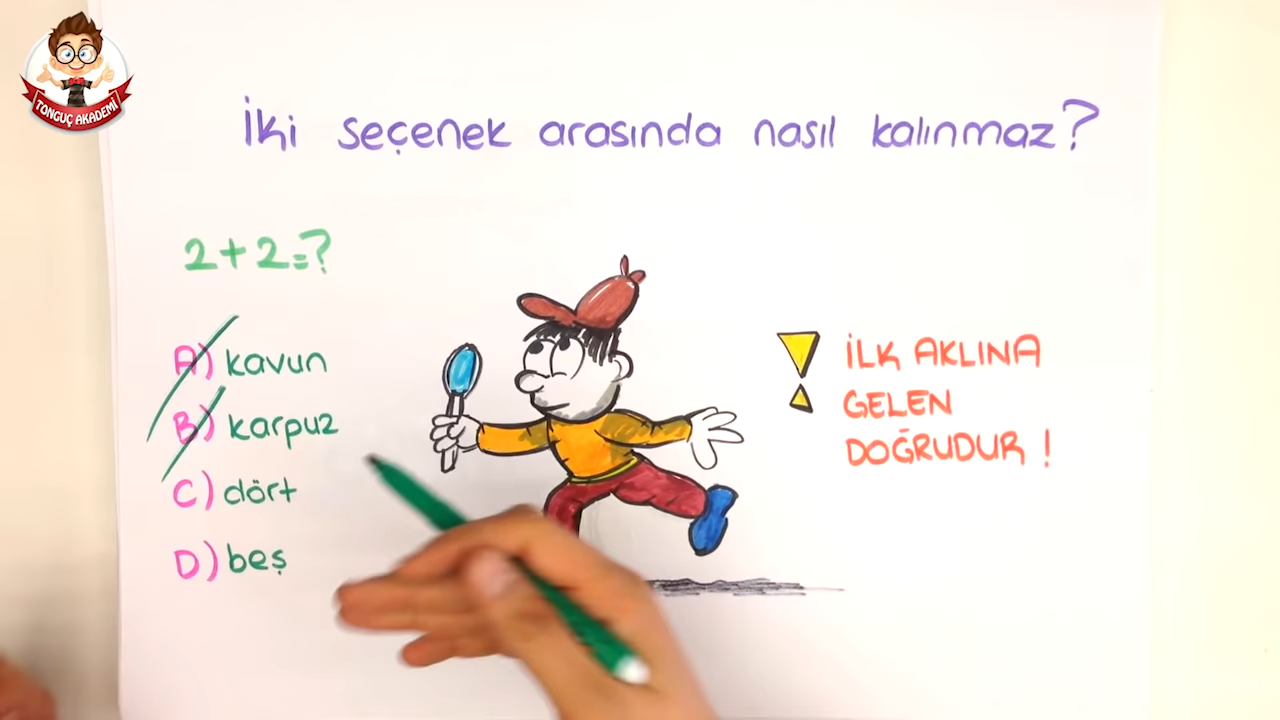 TONGUÇ AKADEMİ
İki seçenek arasında nasıl kalınmaz?
2+2=?
A) kavun
B) karpuz
C) dört
D) beş
İLK AKLINA
GELEN
DOĞRUDUR !